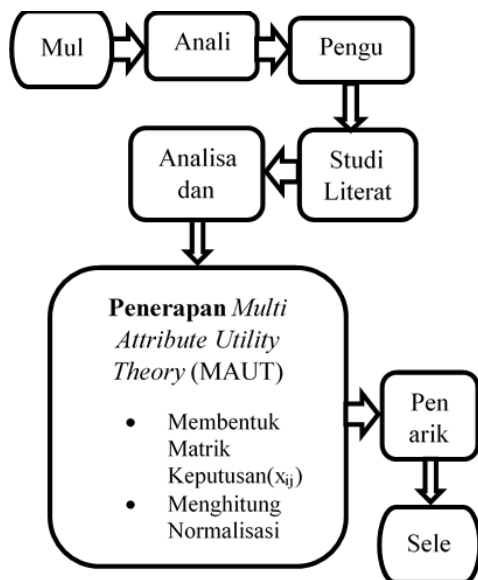 Mul
Anali
Pengu
Studi
Literat
Analisa
dan
Penerapan Multi
Attribute Utility
Theory (MAUT)
• Membentuk
Matrik
Keputusan(xij)
• Menghitung
Normalisasi
Pen
arik
Sele